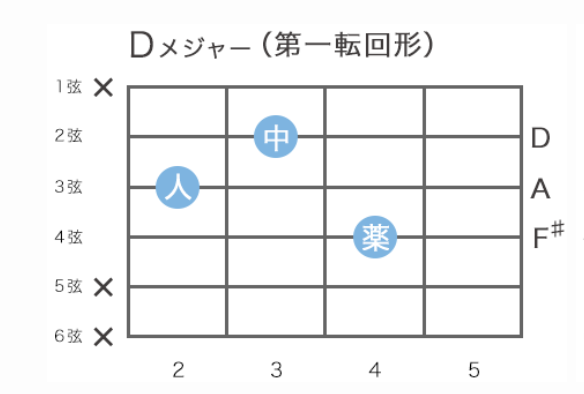 Dメジャー（第一転回形）
1弦 ×
2弦 中 D
3弦 人 A
4弦 薬 F♯
5弦 ×
6弦 ×
2 3 4 5